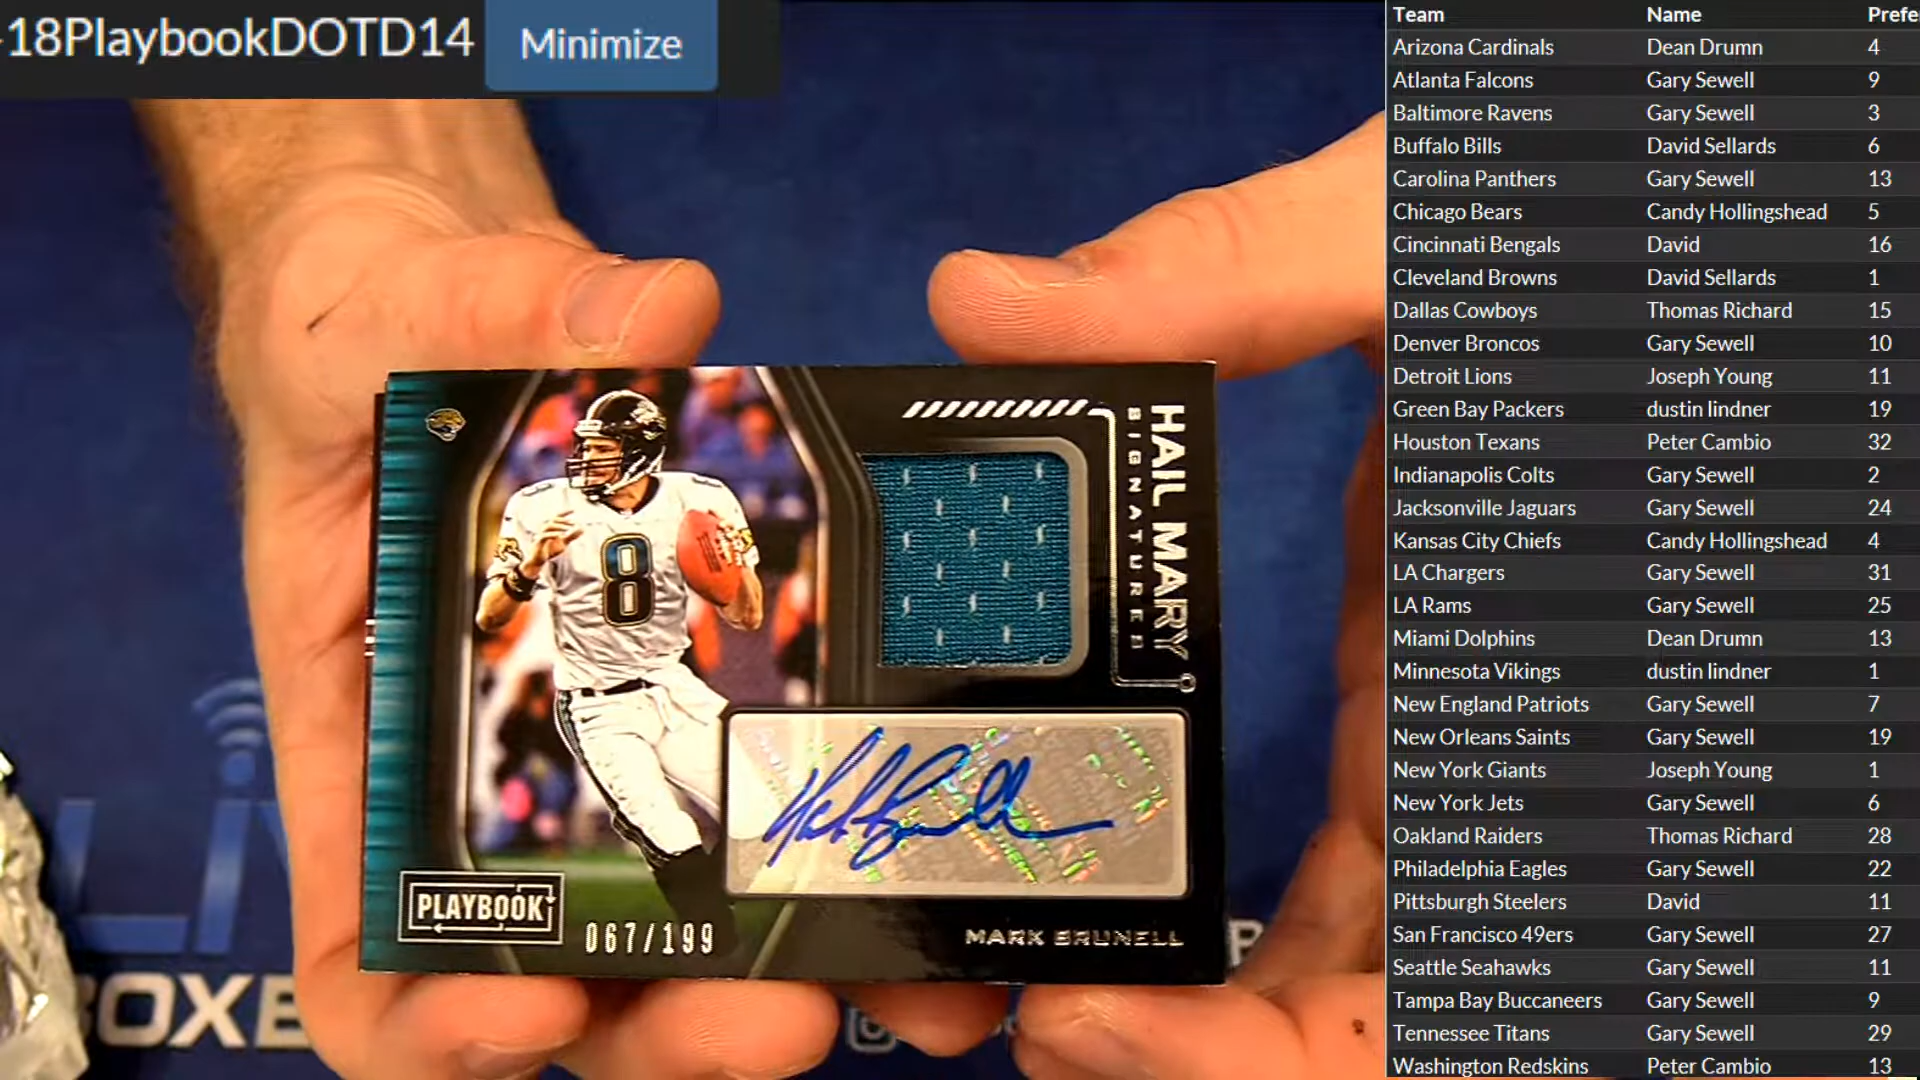 -18PlaybookDOTD14
Minimize
HAIL MARY
SIGNATURES
8
PLAYBOOK
067/199
MARK BRUNELL
Team Name Prefer
Arizona Cardinals Dean Drumn 4
Atlanta Falcons Gary Sewell 9
Baltimore Ravens Gary Sewell 3
Buffalo Bills David Sellards 6
Carolina Panthers Gary Sewell 13
Chicago Bears Candy Hollingshead 5
Cincinnati Bengals David 16
Cleveland Browns David Sellards 1
Dallas Cowboys Thomas Richard 15
Denver Broncos Gary Sewell 10
Detroit Lions Joseph Young 11
Green Bay Packers dustin lindner 19
Houston Texans Peter Cambio 32
Indianapolis Colts Gary Sewell 2
Jacksonville Jaguars Gary Sewell 24
Kansas City Chiefs Candy Hollingshead 4
LA Chargers Gary Sewell 31
LA Rams Gary Sewell 25
Miami Dolphins Dean Drumn 13
Minnesota Vikings dustin lindner 1
New England Patriots Gary Sewell 7
New Orleans Saints Gary Sewell 19
New York Giants Joseph Young 1
New York Jets Gary Sewell 6
Oakland Raiders Thomas Richard 28
Philadelphia Eagles Gary Sewell 22
Pittsburgh Steelers David 11
San Francisco 49ers Gary Sewell 27
Seattle Seahawks Gary Sewell 11
Tampa Bay Buccaneers Gary Sewell 9
Tennessee Titans Gary Sewell 29
Washington Redskins Peter Cambio 13